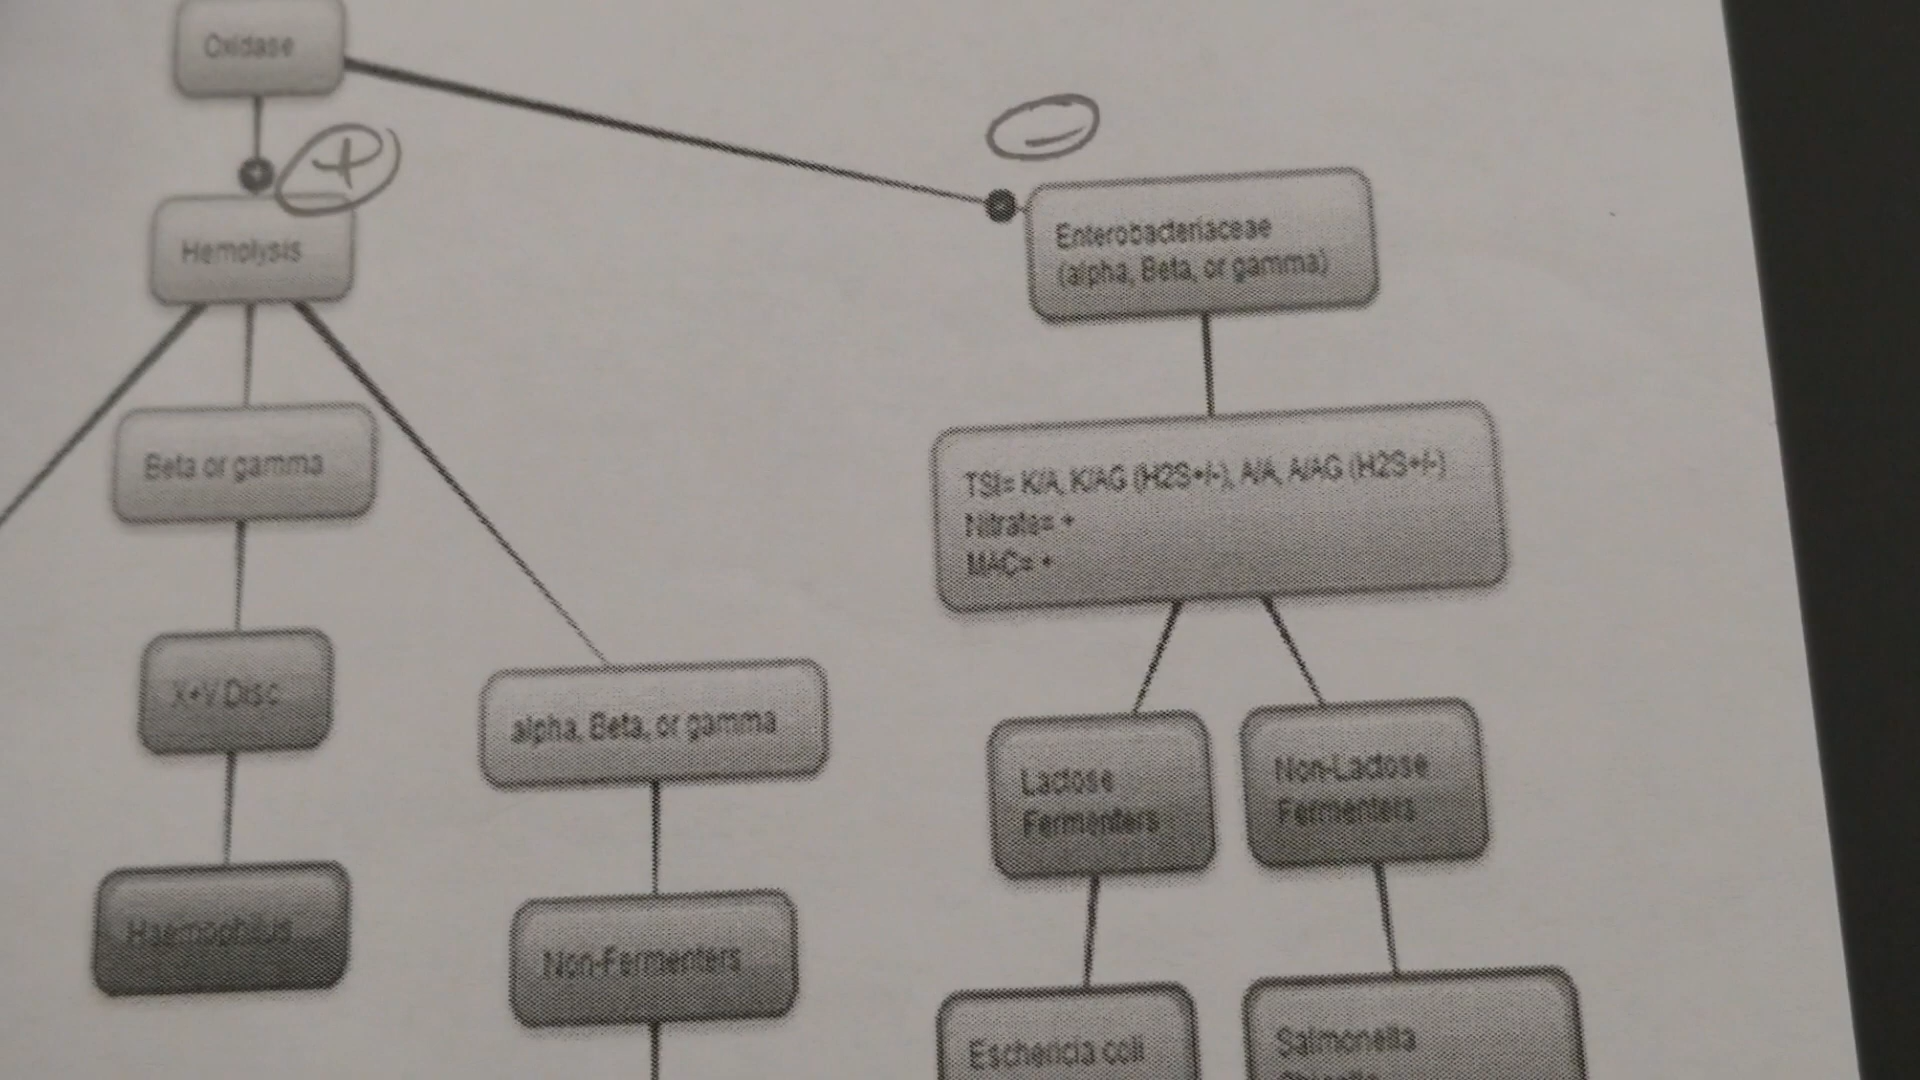 Oxidase
+
−
Hemolysis
Enterobacteriaceae
(alpha, Beta, or gamma)
Beta or gamma
TSI= K/A, K/AG (H2S+/-), A/A, A/AG (H2S+/-)
Nitrate= +
MAC= +
X+V Disc
alpha, Beta, or gamma
Lactose
Fermenters
Non-Lactose
Fermenters
Haemophilus
Non-Fermenters
Eschericia coli
Salmonella